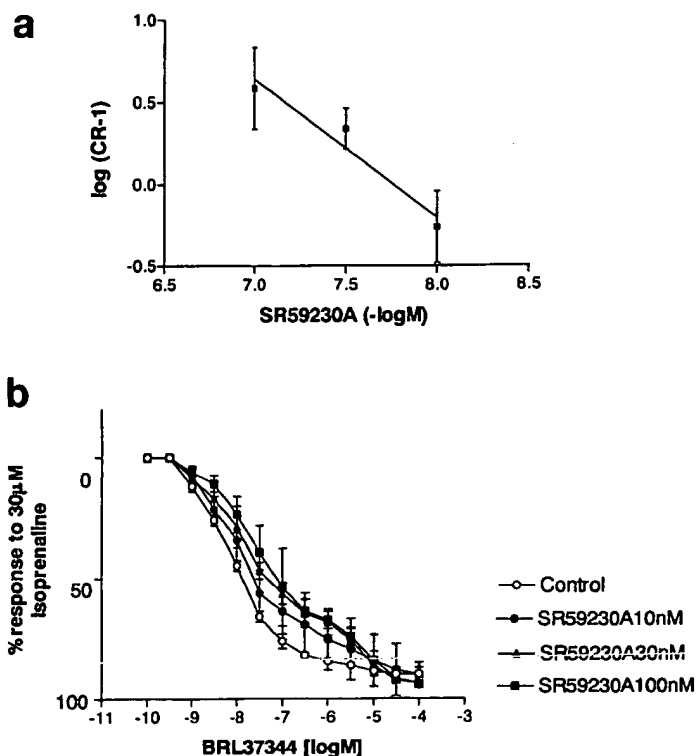 a
1.0
0.5
0.0
-0.5
log (CR-1)
6.5 7.0 7.5 8.0 8.5
SR59230A (-logM)
b
0
50
100
%response to 30µM
Isoprenaline
-11 -10 -9 -8 -7 -6 -5 -4 -3
BRL37344 [logM]
Control
SR59230A10nM
SR59230A30nM
SR59230A100nM